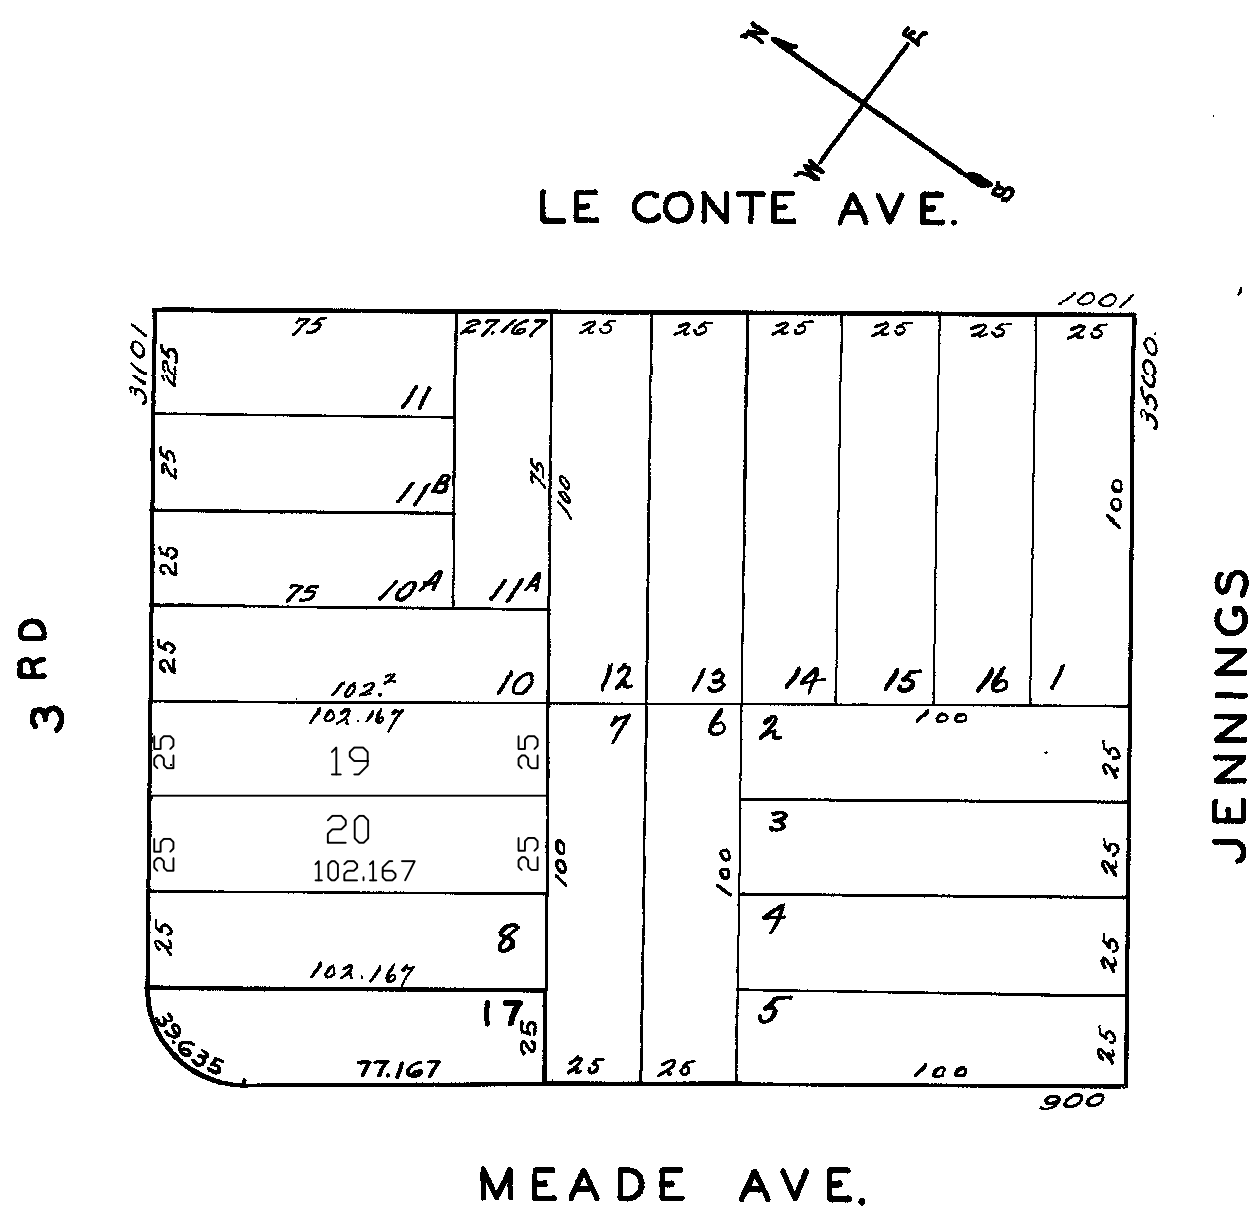 N E
W S
LE CONTE AVE.
1001
75 27.167 25 25 25 25 25 25
31101 225 3500
11
25 11B 75 100 100
25 75 10A 11A
25 102.2 10 12 13 14 15 16 1
3RD
JENNINGS
102.167 7 6 2 100
25 19 25 25
20 3
25 102.167 25 100 100 25
25 8 4 25
102.167
17 25 5
39.635 77.167 25 25 100 25
900
MEADE AVE.